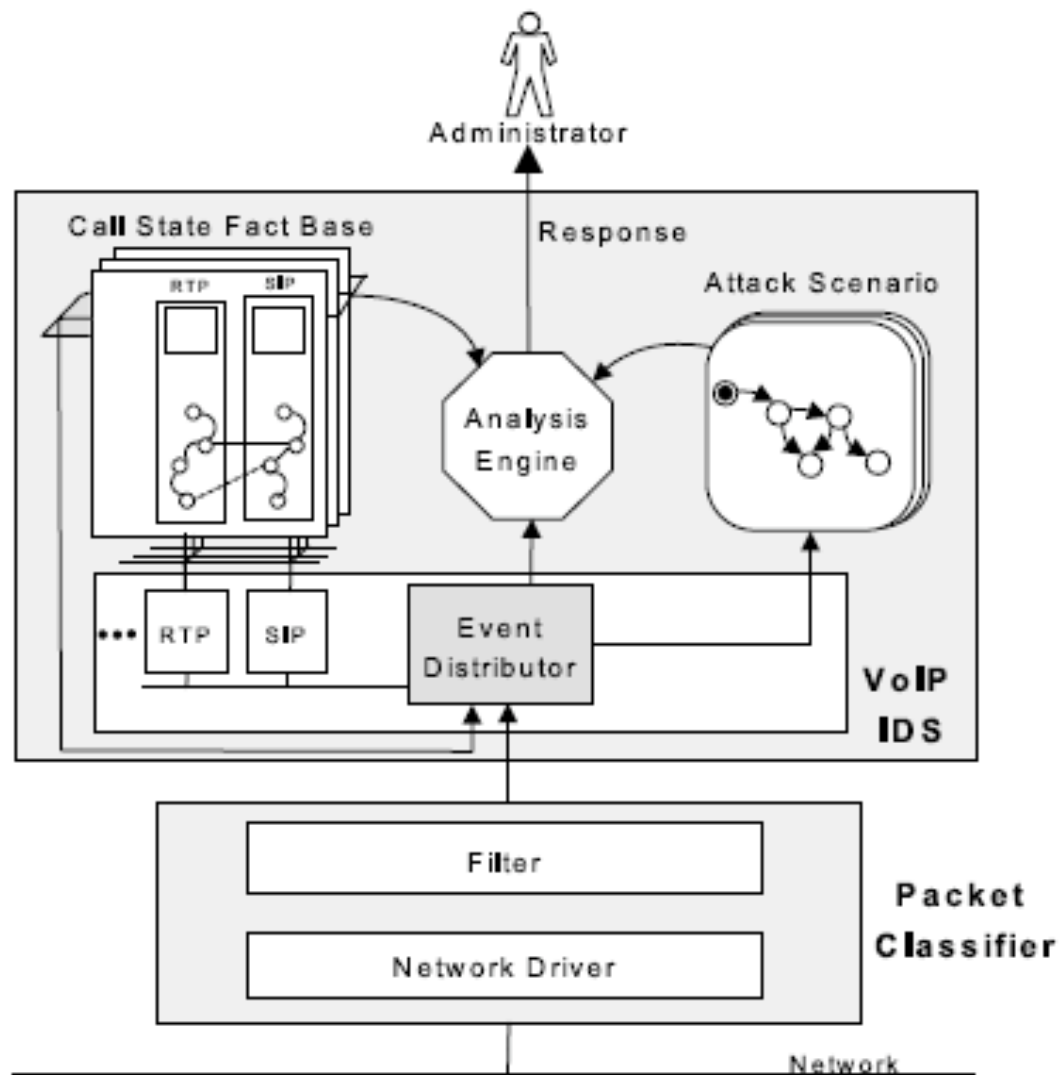 Administrator
Call State Fact Base
Response
RTP
SIP
Attack Scenario
Analysis
Engine
••• RTP
SIP
Event
Distributor
VoIP
IDS
Filter
Packet
Classifier
Network Driver
Network